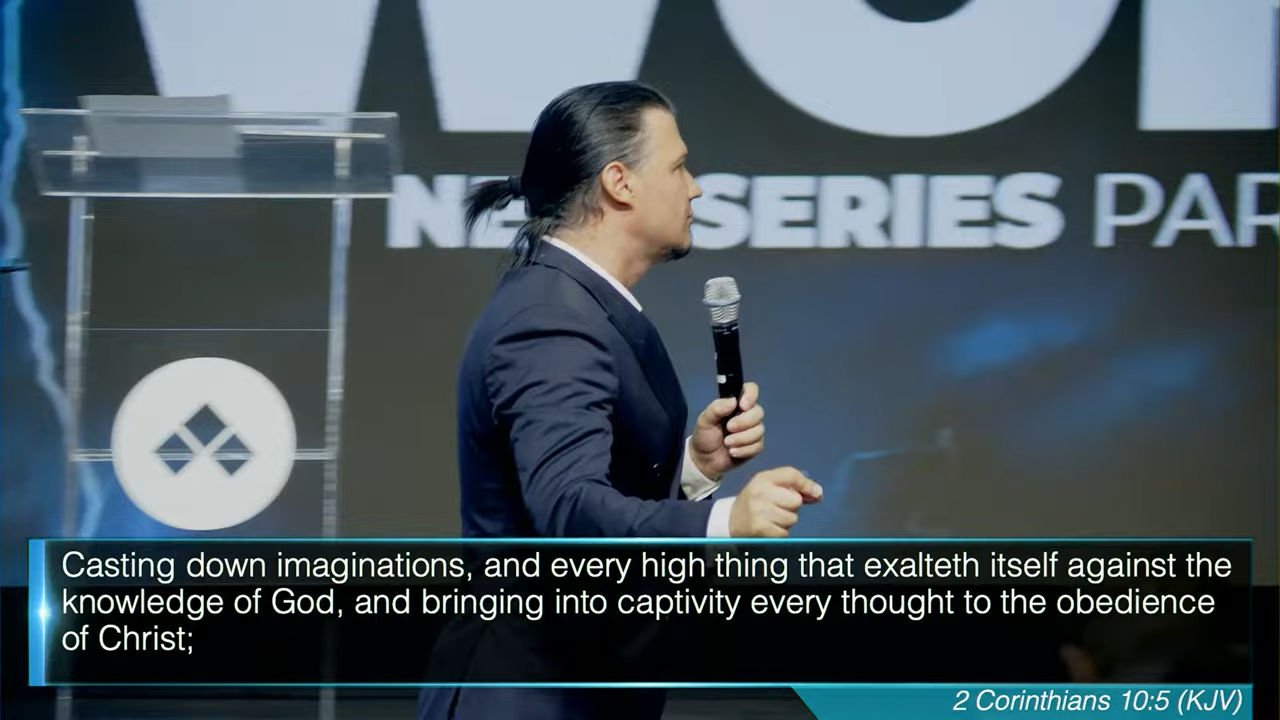 SERIES PAR
Casting down imaginations, and every high thing that exalteth itself against the
knowledge of God, and bringing into captivity every thought to the obedience
of Christ;
2 Corinthians 10:5 (KJV)